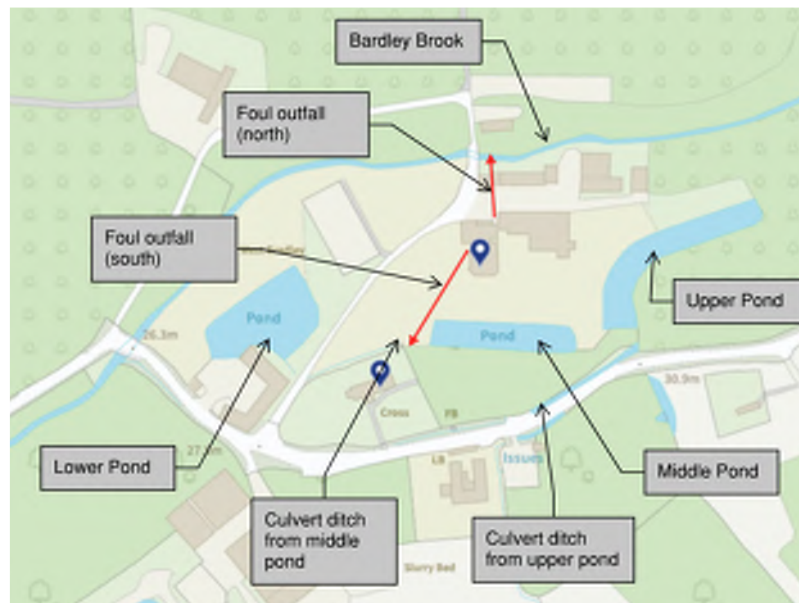 Bardley Brook
Foul outfall
(north)
Foul outfall
(south)
Upper Pond
Pond
Pond
26.3m
30.9m
Cross
FB
LB
Issues
Lower Pond
Middle Pond
Culvert ditch
from middle
pond
Culvert ditch
from upper pond
Slurry Bed